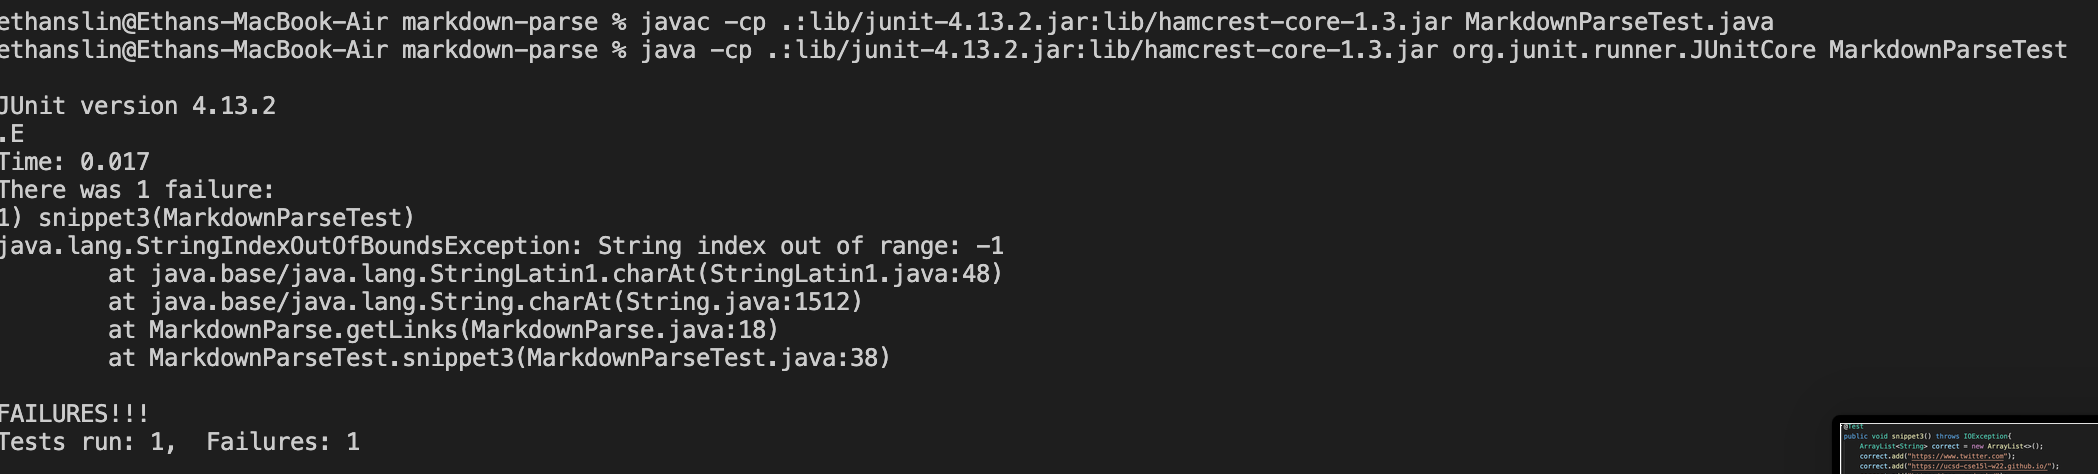 ethanslin@Ethans-MacBook-Air markdown-parse % javac -cp .:lib/junit-4.13.2.jar:lib/hamcrest-core-1.3.jar MarkdownParseTest.java
ethanslin@Ethans-MacBook-Air markdown-parse % java -cp .:lib/junit-4.13.2.jar:lib/hamcrest-core-1.3.jar org.junit.runner.JUnitCore MarkdownParseTest
JUnit version 4.13.2
.E
Time: 0.017
There was 1 failure:
1) snippet3(MarkdownParseTest)
java.lang.StringIndexOutOfBoundsException: String index out of range: -1
at java.base/java.lang.StringLatin1.charAt(StringLatin1.java:48)
at java.base/java.lang.String.charAt(String.java:1512)
at MarkdownParse.getLinks(MarkdownParse.java:18)
at MarkdownParseTest.snippet3(MarkdownParseTest.java:38)
FAILURES!!!
Tests run: 1,  Failures: 1
@Test
public void snippet3() throws IOException{
ArrayList<String> correct = new ArrayList<>();
correct.add("https://www.twitter.com");
correct.add("https://ucsd-cse15l-w22.github.io/");